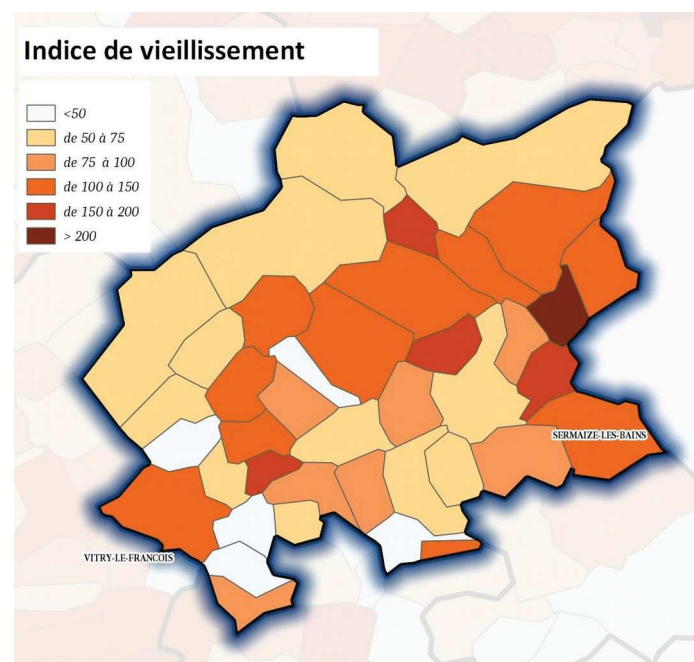 Indice de vieillissement
<50
de 50 à 75
de 75 à 100
de 100 à 150
de 150 à 200
> 200
SERMAIZE-LES-BAINS
VITRY-LE-FRANCOIS